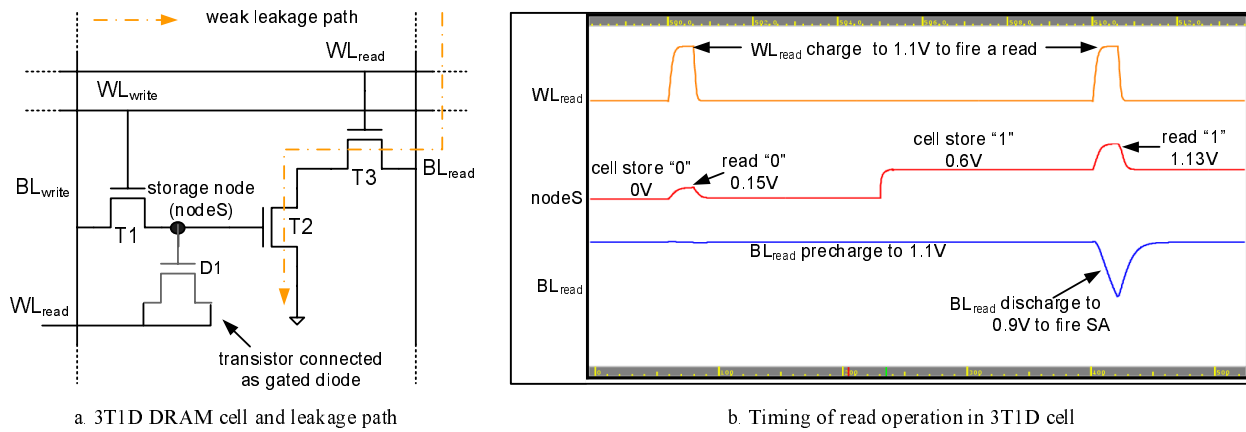 weak leakage path
WLread
WLwrite
BLwrite
storage node
(nodeS)
T1
T2
T3
BLread
D1
WLread
transistor connected
as gated diode
a. 3T1D DRAM cell and leakage path
WLread charge to 1.1V to fire a read
WLread
cell store "0"
0V
read "0"
0.15V
cell store "1"
0.6V
read "1"
1.13V
nodeS
BLread precharge to 1.1V
BLread
BLread discharge to
0.9V to fire SA
b. Timing of read operation in 3T1D cell